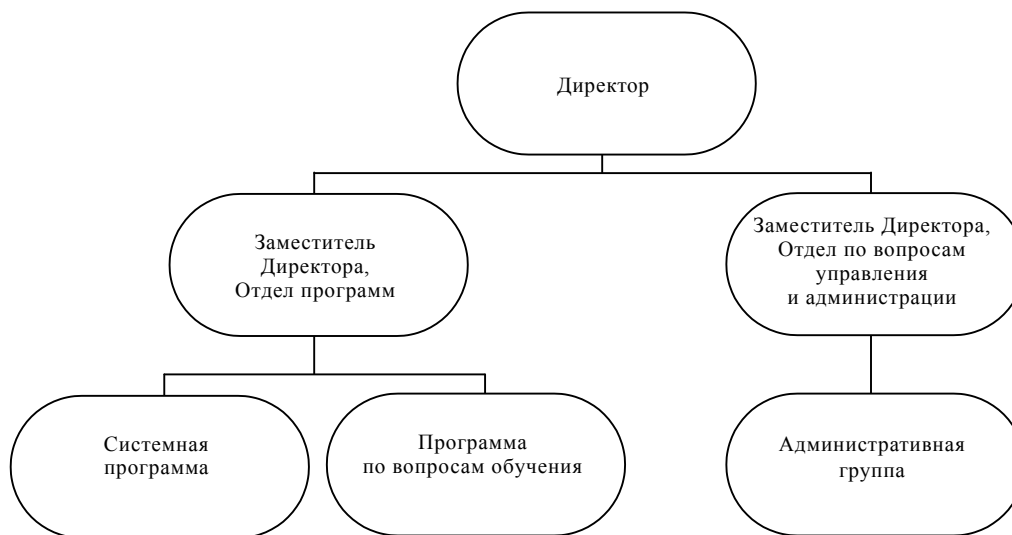 Директор
Заместитель
Директора,
Отдел программ
Заместитель Директора,
Отдел по вопросам
управления
и администрации
Системная
программа
Программа
по вопросам обучения
Административная
группа